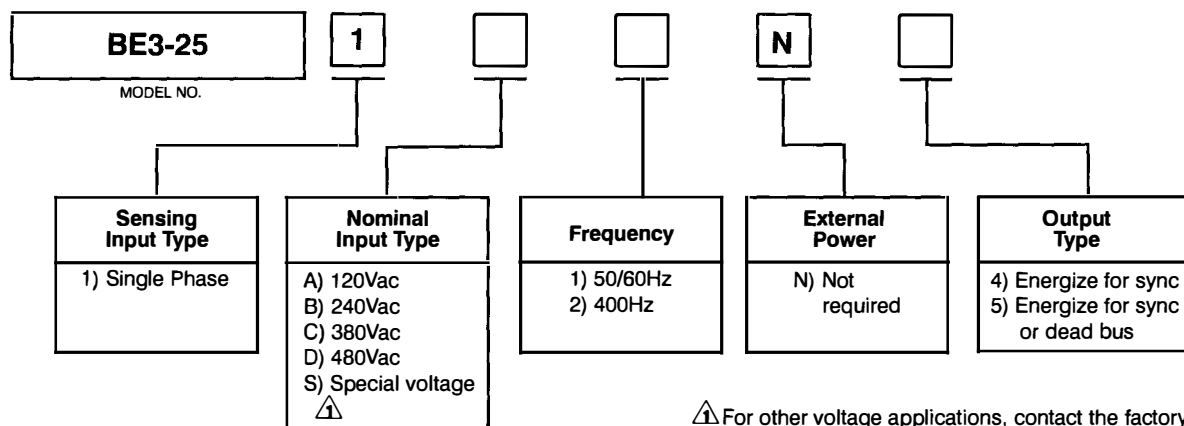 BE3-25 1 N
MODEL NO.
Sensing
Input Type
1) Single Phase
Nominal
Input Type
A) 120Vac
B) 240Vac
C) 380Vac
D) 480Vac
S) Special voltage
1
Frequency
1) 50/60Hz
2) 400Hz
External
Power
N) Not
required
Output
Type
4) Energize for sync
5) Energize for sync
or dead bus
1 For other voltage applications, contact the factory